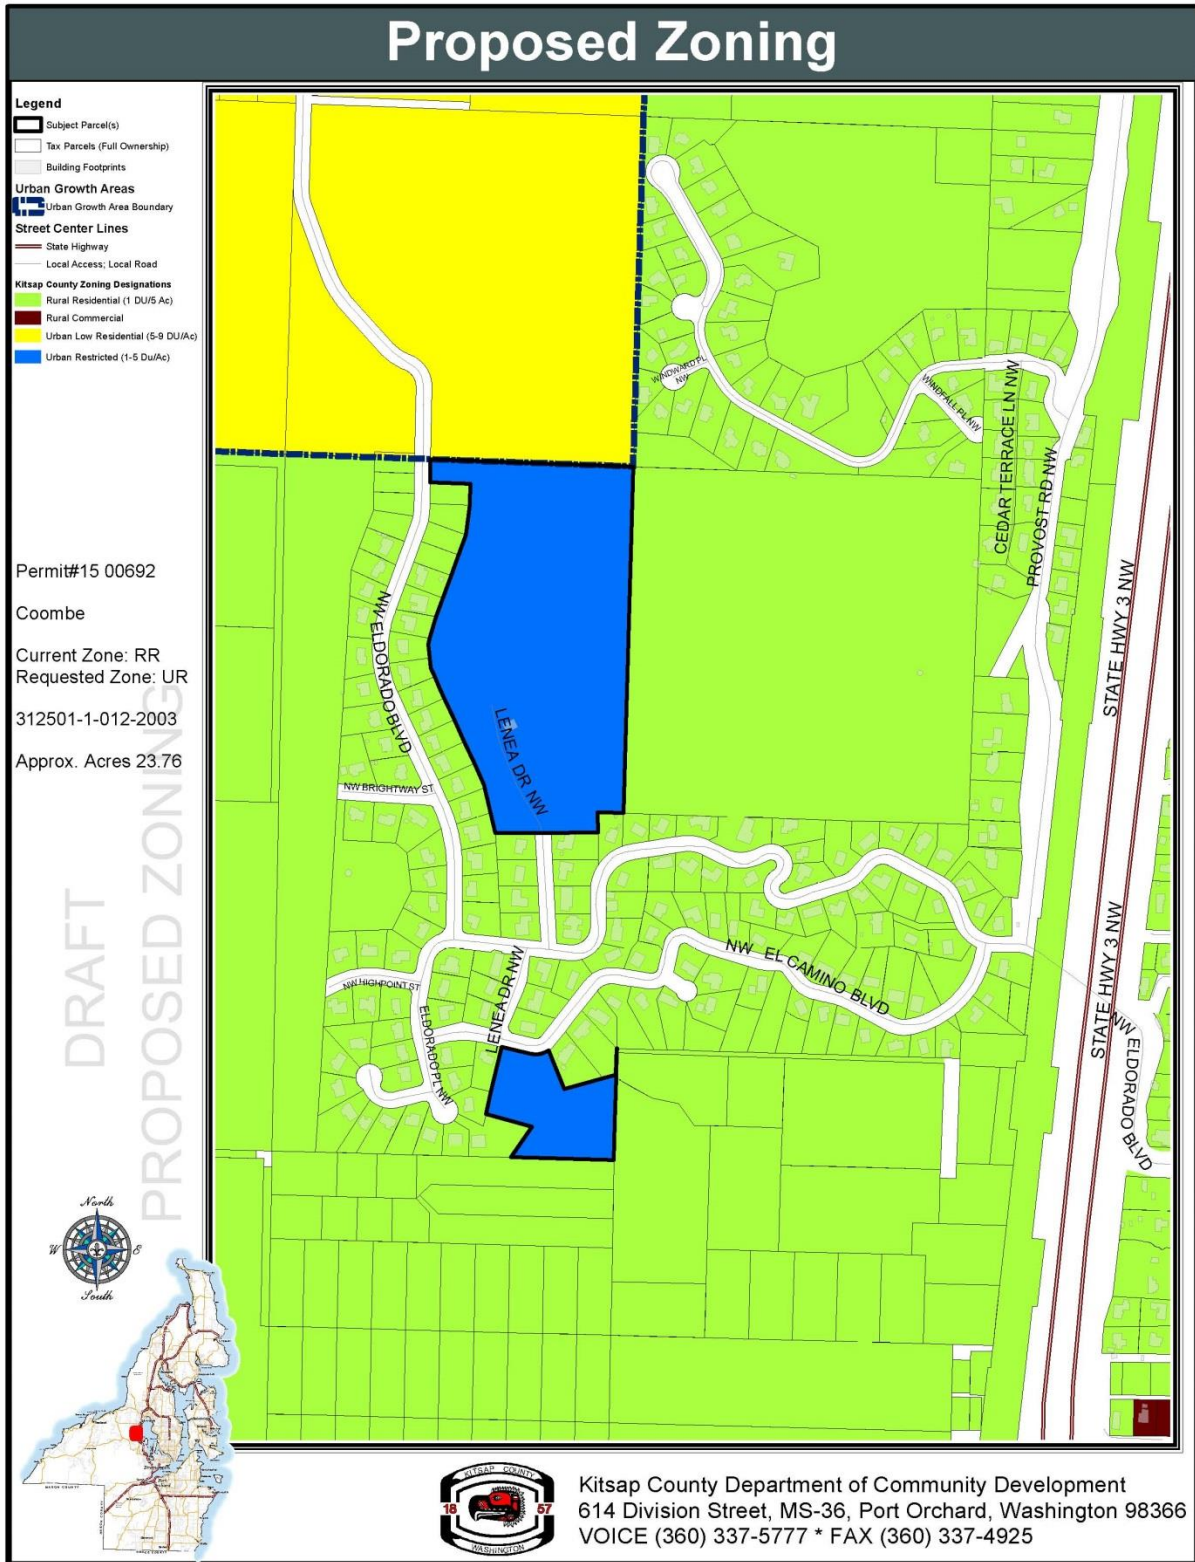 Proposed Zoning
Legend
Subject Parcel(s)
Tax Parcels (Full Ownership)
Building Footprints
Urban Growth Areas
Urban Growth Area Boundary
Street Center Lines
State Highway
Local Access; Local Road
Kitsap County Zoning Designations
Rural Residential (1 DU/5 Ac)
Rural Commercial
Urban Low Residential (5-9 DU/Ac)
Urban Restricted (1-5 Du/Ac)
Permit#15 00692
Coombe
Current Zone: RR
Requested Zone: UR
312501-1-012-2003
Approx. Acres 23.76
DRAFT
PROPOSED ZONING
WINDWARD PL
NW
WINDFALL PL NW
CEDAR TERRACE LN NW
PROVOST RD NW
STATE HWY 3 NW
NW ELDORADO BLVD
LENEA DR NW
NW BRIGHTWAY ST
NW EL CAMINO BLVD
STATE HWY 3 NW
NW ELDORADO BLVD
NW HIGHPOINT ST
LENEA DR NW
ELDORADO PL NW
North
W
E
South
KITSAP COUNTY
18 57
WASHINGTON
Kitsap County Department of Community Development
614 Division Street, MS-36, Port Orchard, Washington 98366
VOICE (360) 337-5777 * FAX (360) 337-4925